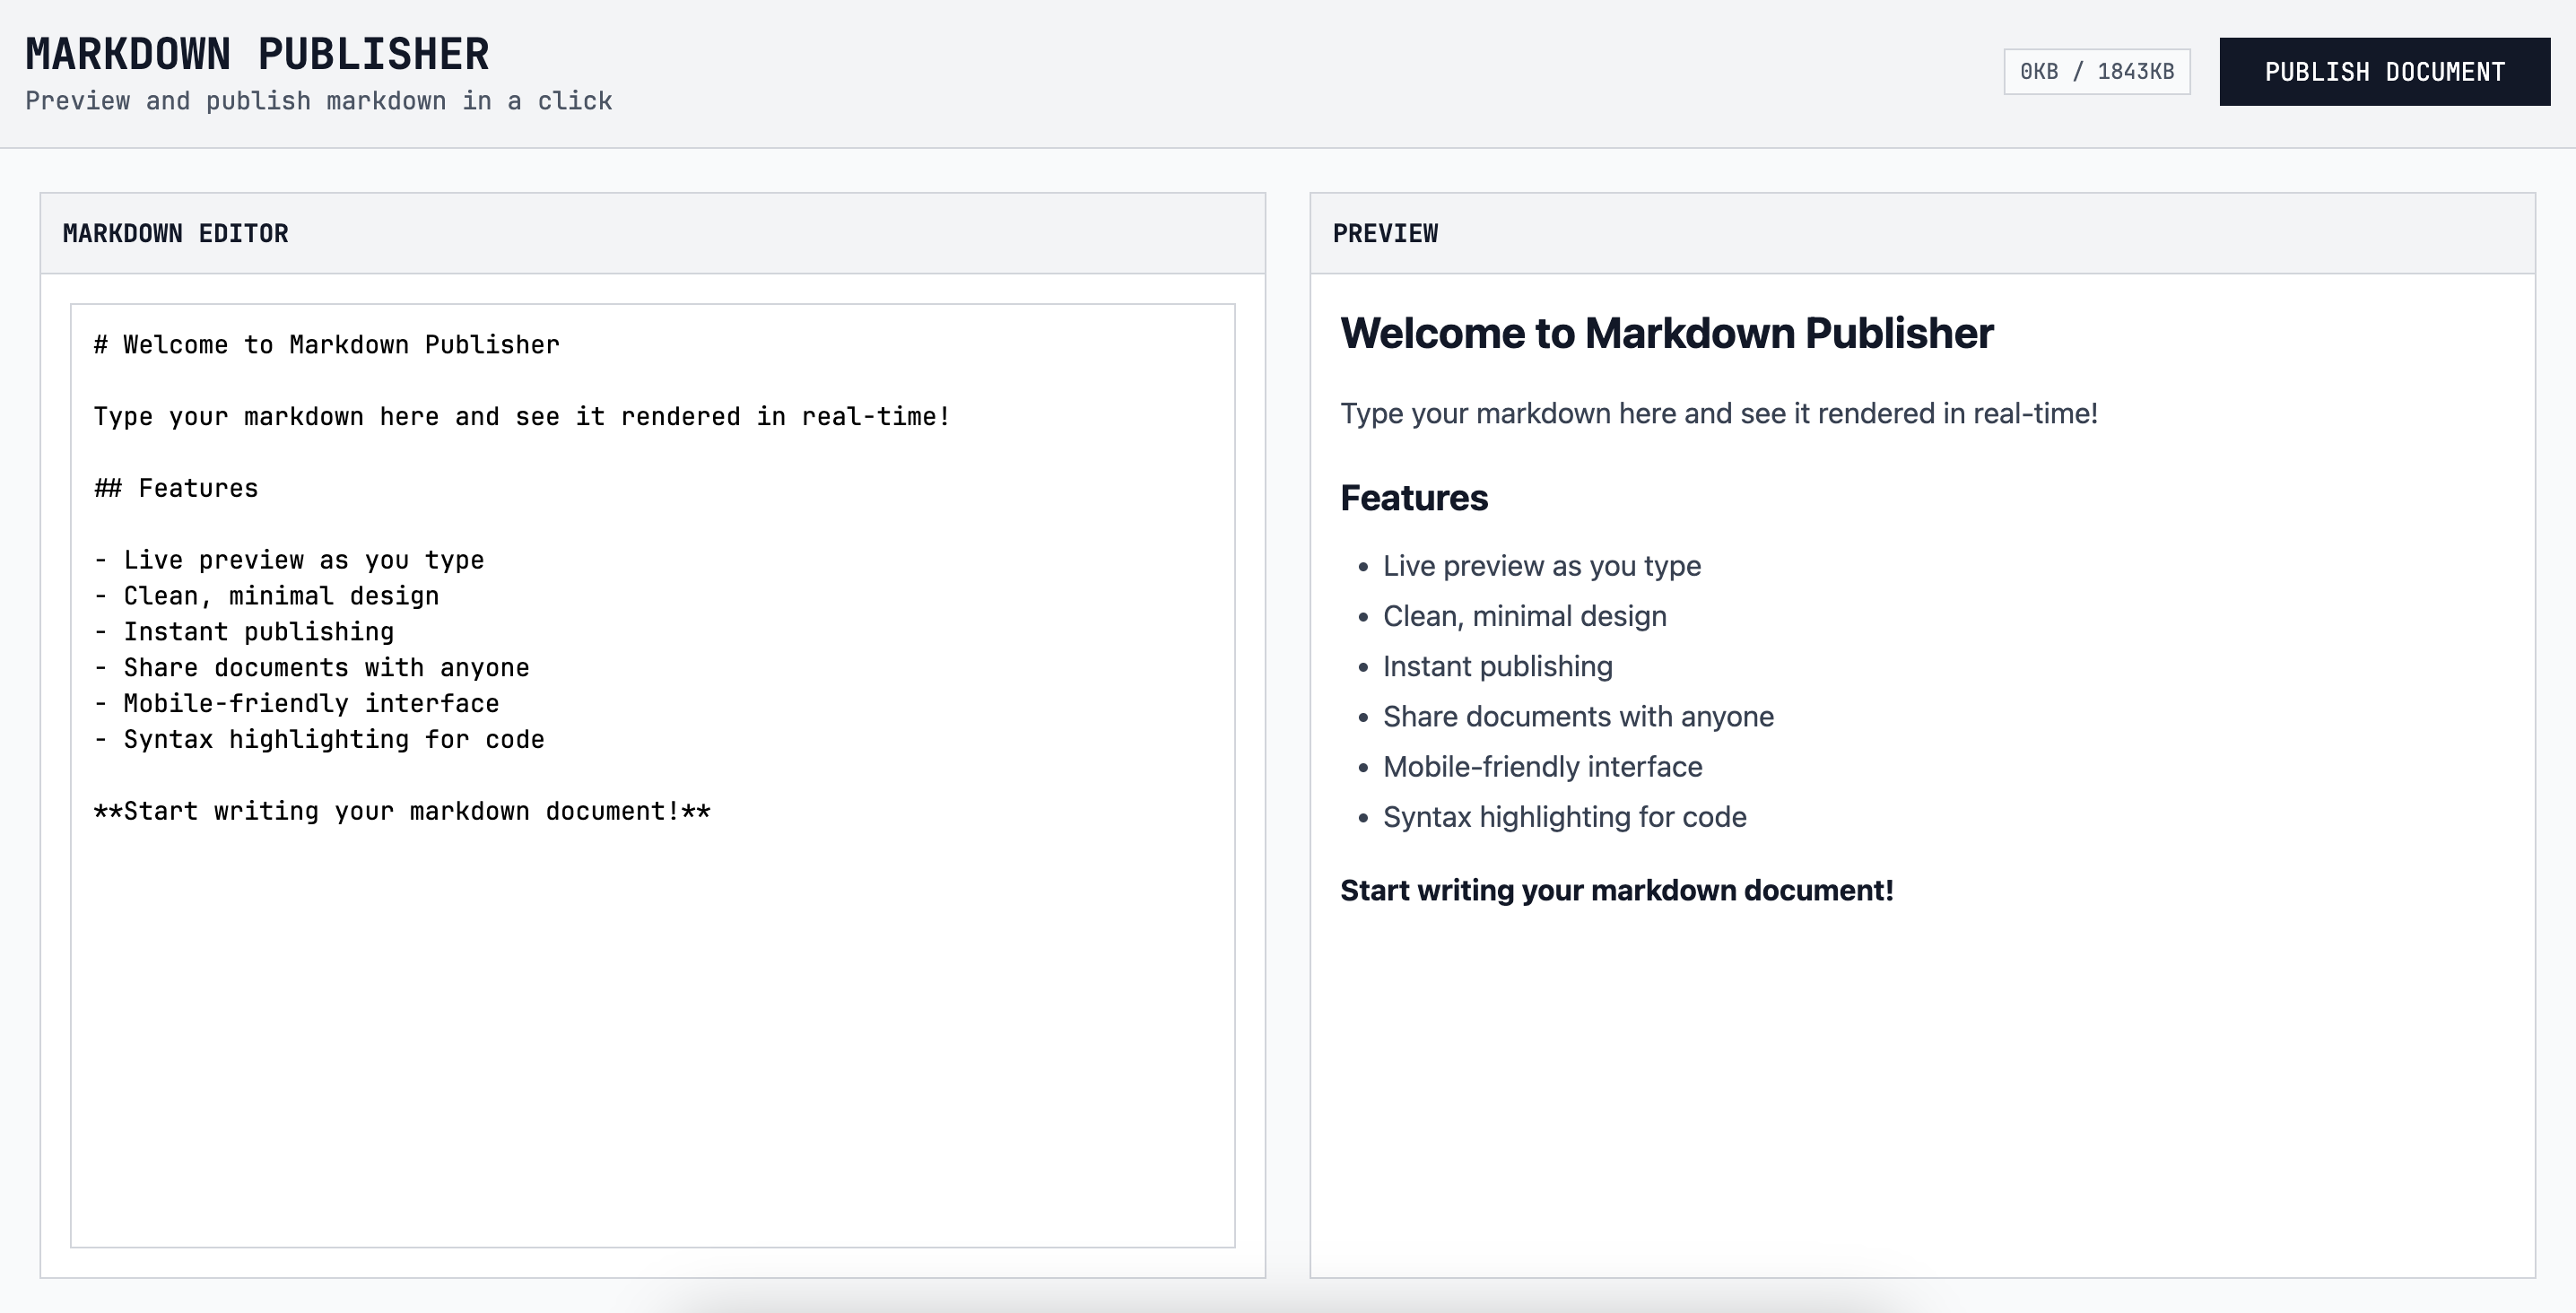 MARKDOWN PUBLISHER
Preview and publish markdown in a click
0KB / 1843KB
PUBLISH DOCUMENT
MARKDOWN EDITOR
# Welcome to Markdown Publisher
Type your markdown here and see it rendered in real-time!
## Features
- Live preview as you type
- Clean, minimal design
- Instant publishing
- Share documents with anyone
- Mobile-friendly interface
- Syntax highlighting for code
**Start writing your markdown document!**
PREVIEW
Welcome to Markdown Publisher
Type your markdown here and see it rendered in real-time!
Features
• Live preview as you type
• Clean, minimal design
• Instant publishing
• Share documents with anyone
• Mobile-friendly interface
• Syntax highlighting for code
Start writing your markdown document!